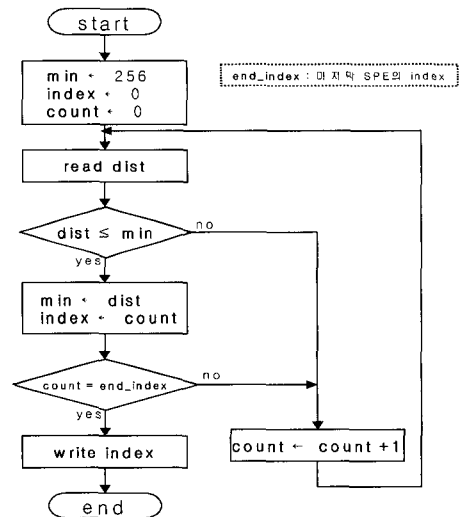 start
min ← 256
index ← 0
count ← 0
end_index : 마지막 SPE의 index
read dist
dist ≤ min
no
yes
min ← dist
index ← count
count = end_index
no
yes
write index
count ← count +1
end